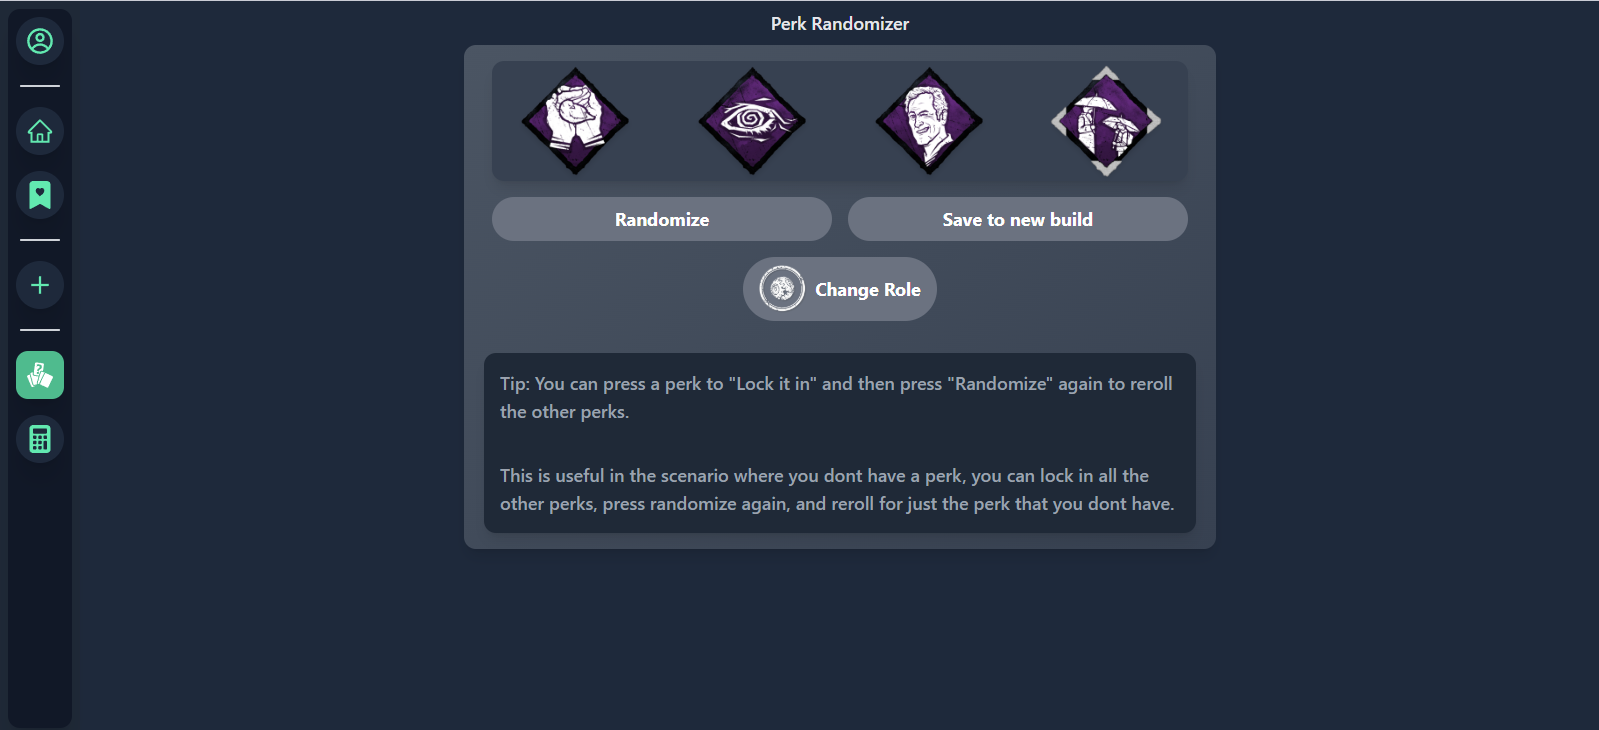 Perk Randomizer
Randomize
Save to new build
Change Role
Tip: You can press a perk to "Lock it in" and then press "Randomize" again to reroll
the other perks.
This is useful in the scenario where you dont have a perk, you can lock in all the
other perks, press randomize again, and reroll for just the perk that you dont have.